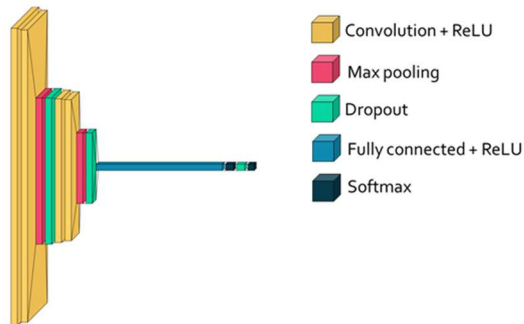 Convolution + ReLU
Max pooling
Dropout
Fully connected + ReLU
Softmax